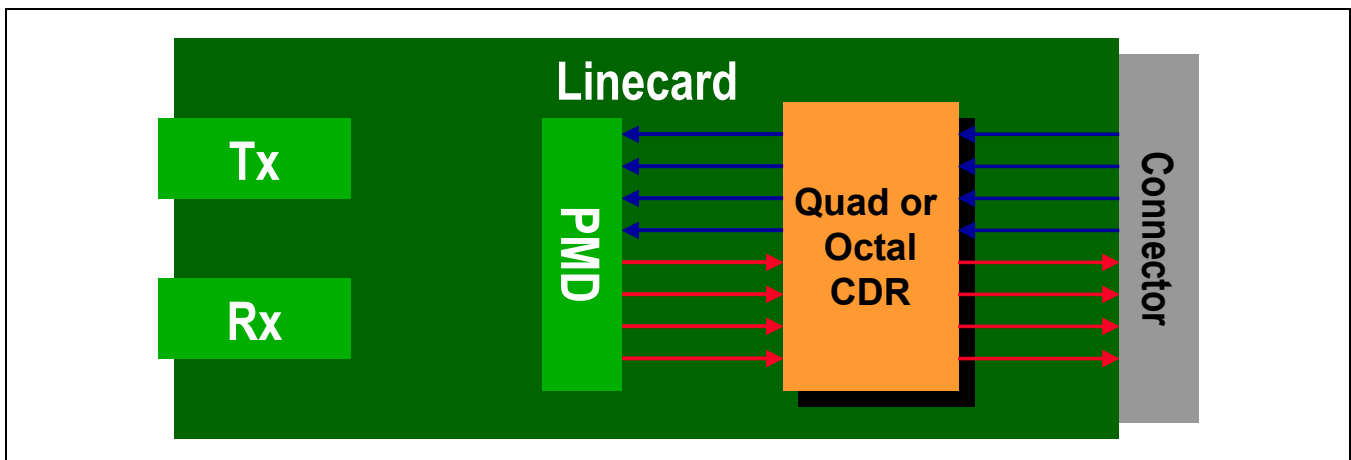 Linecard
Tx
Rx
PMD
Quad or
Octal
CDR
Connector